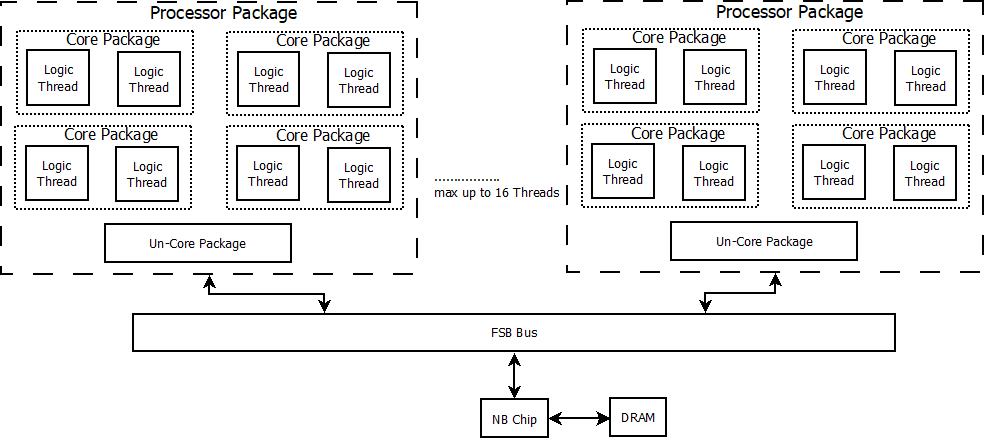 Processor Package
Core Package
Logic
Thread
Logic
Thread
Core Package
Logic
Thread
Logic
Thread
Core Package
Logic
Thread
Logic
Thread
Core Package
Logic
Thread
Logic
Thread
Un-Core Package
..............
max up to 16 Threads
Processor Package
Core Package
Logic
Thread
Logic
Thread
Core Package
Logic
Thread
Logic
Thread
Core Package
Logic
Thread
Logic
Thread
Core Package
Logic
Thread
Logic
Thread
Un-Core Package
FSB Bus
NB Chip
DRAM